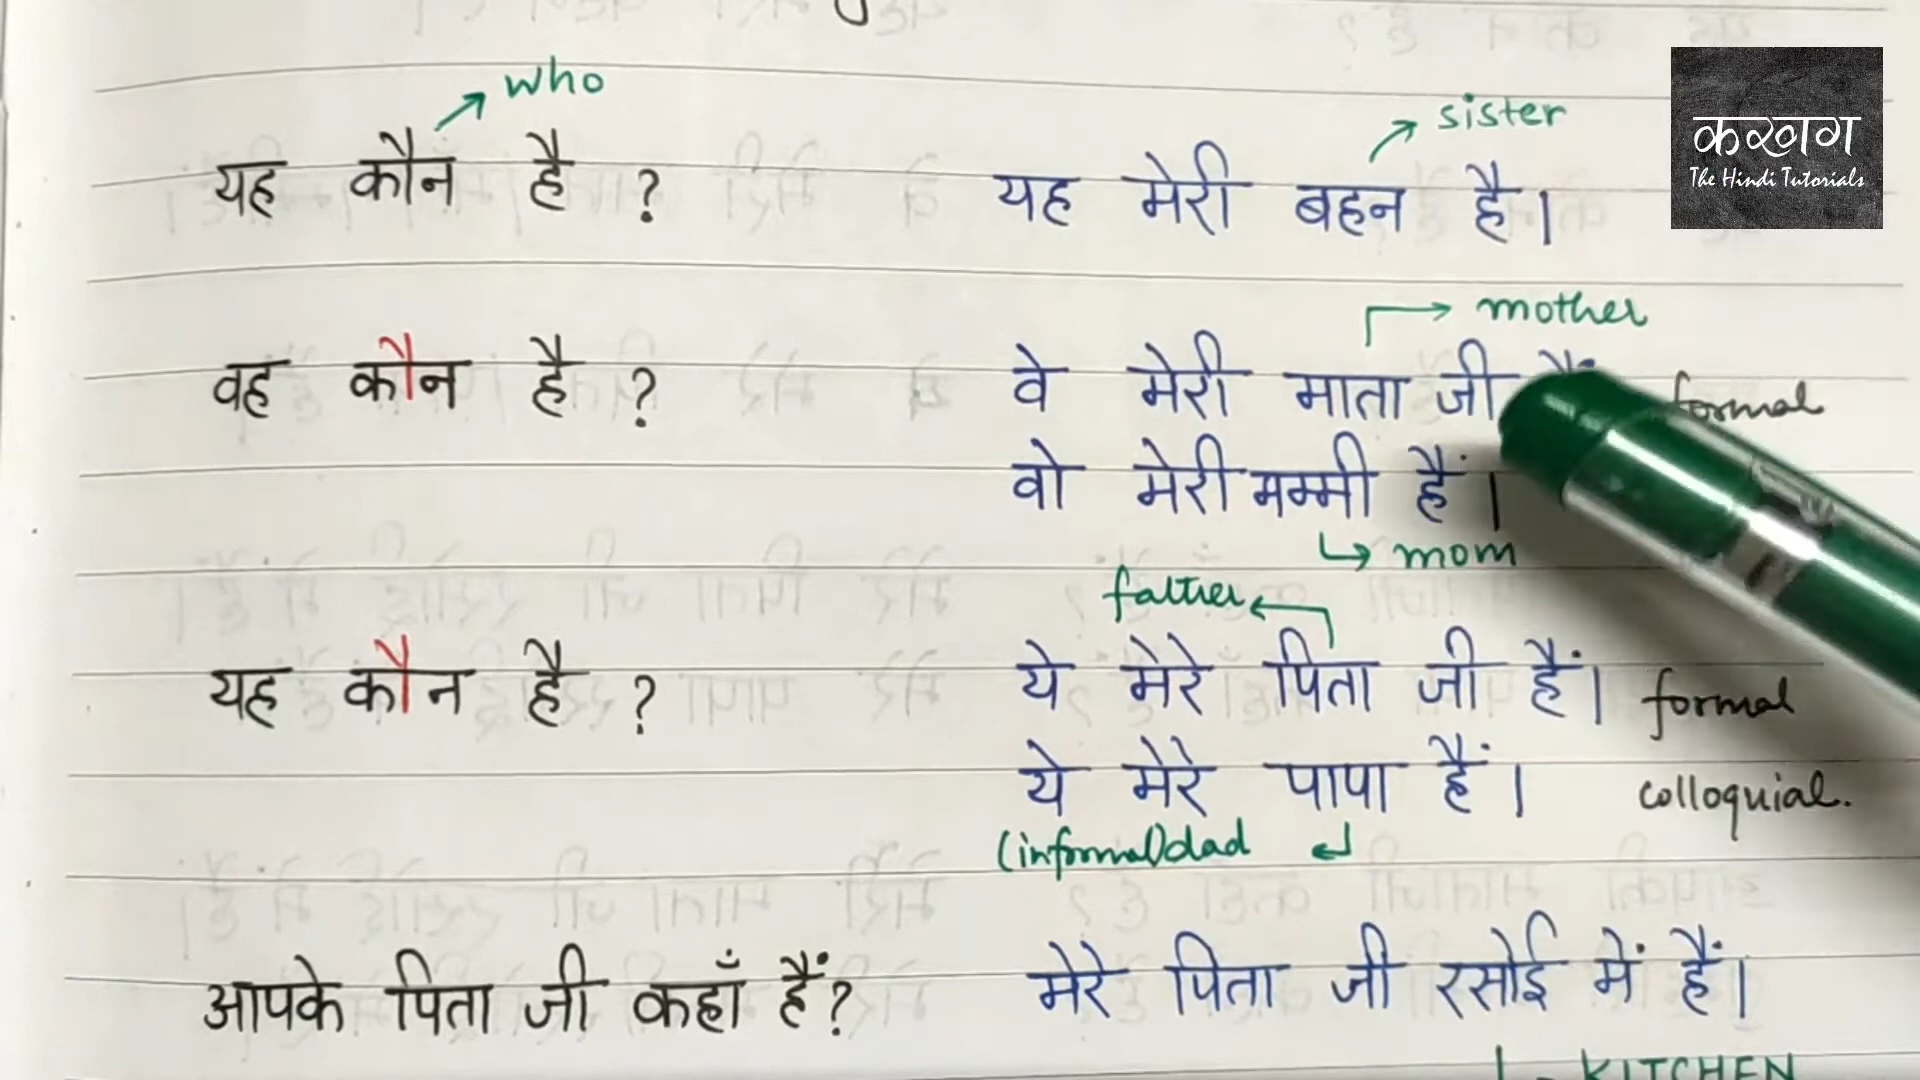 who
sister
कखग
The Hindi Tutorials
यह कौन है ? यह मेरी बहन है।
mother
वह कौन है ? वे मेरी माता जी हैं formal
वो मेरी मम्मी हैं।
mom
father
यह कौन है ? ये मेरे पिता जी हैं। formal
ये मेरे पापा हैं। colloquial.
(informal) dad
आपके पिता जी कहाँ हैं? मेरे पिता जी रसोई में हैं।
KITCHEN